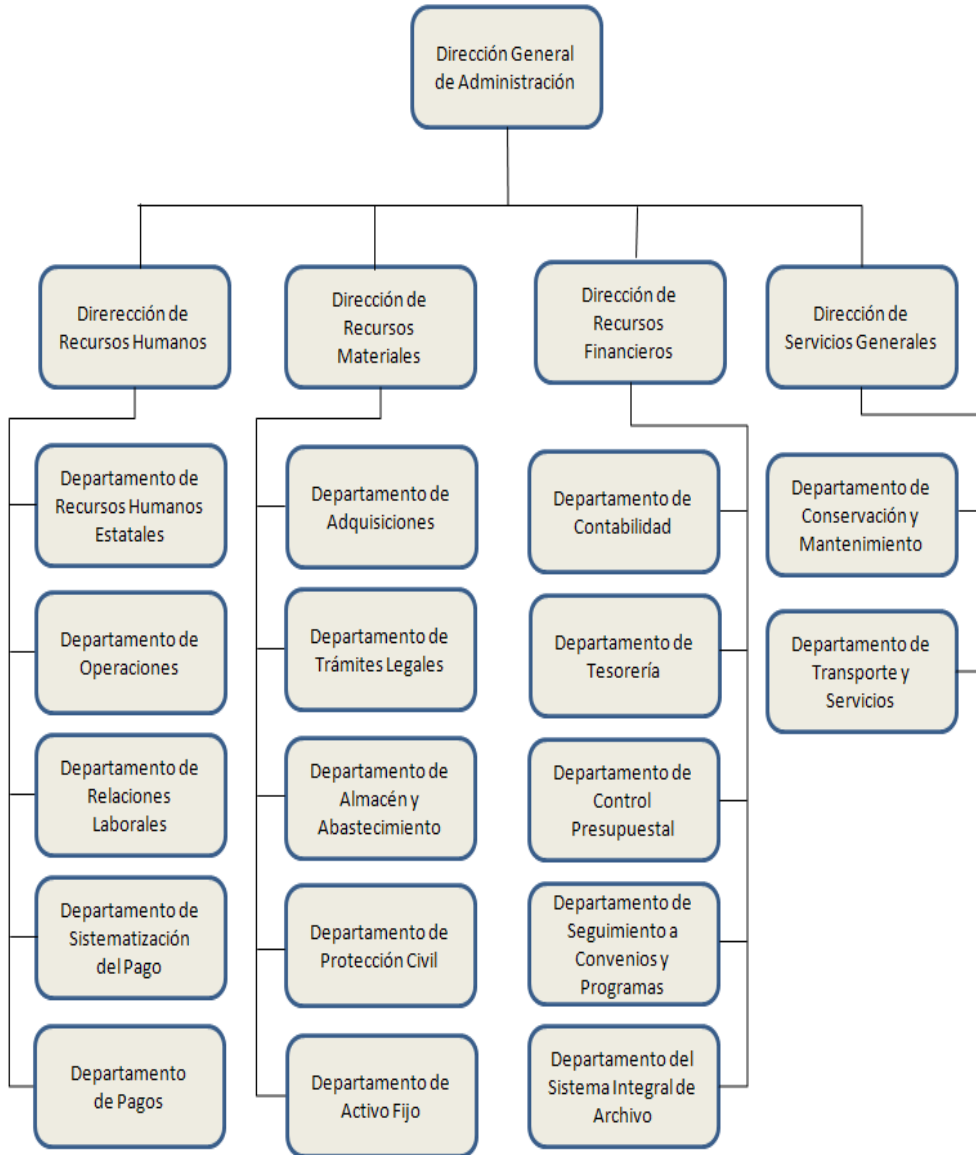 Dirección General
de Administración
Direrección de
Recursos Humanos
Dirección de
Recursos
Materiales
Dirección de
Recursos
Financieros
Dirección de
Servicios Generales
Departamento de
Recursos Humanos
Estatales
Departamento de
Operaciones
Departamento de
Relaciones
Laborales
Departamento de
Sistematización
del Pago
Departamento
de Pagos
Departamento de
Adquisiciones
Departamento de
Trámites Legales
Departamento de
Almacén y
Abastecimiento
Departamento de
Protección Civil
Departamento de
Activo Fijo
Departamento de
Contabilidad
Departamento de
Tesorería
Departamento de
Control
Presupuestal
Departamento de
Seguimiento a
Convenios y
Programas
Departamento del
Sistema Integral de
Archivo
Departamento de
Conservación y
Mantenimiento
Departamento de
Transporte y
Servicios